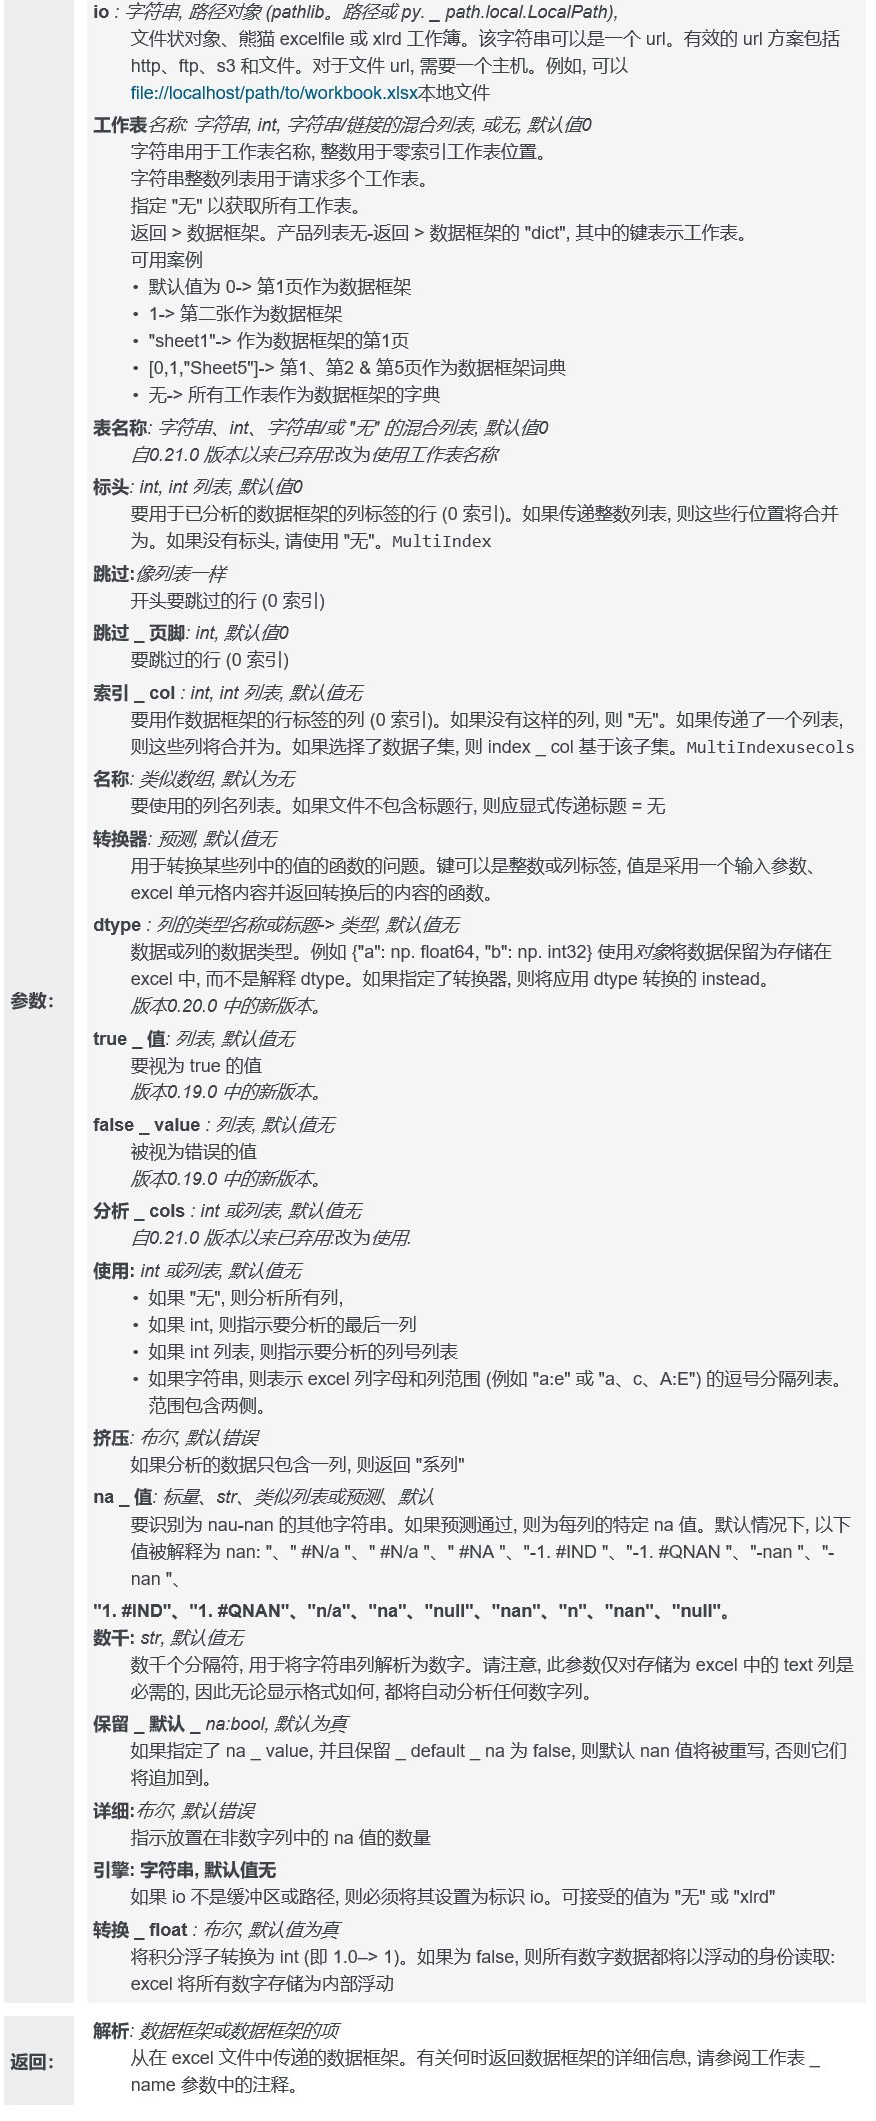 io : 字符串, 路径对象 (pathlib。路径或 py. _ path.local.LocalPath),
文件状对象、熊猫 excelfile 或 xlrd 工作簿。该字符串可以是一个 url。有效的 url 方案包括
http、ftp、s3 和文件。对于文件 url, 需要一个主机。例如, 可以
file://localhost/path/to/workbook.xlsx本地文件
工作表名称: 字符串, int, 字符串/链接的混合列表, 或无, 默认值0
字符串用于工作表名称, 整数用于零索引工作表位置。
字符串整数列表用于请求多个工作表。
指定 "无" 以获取所有工作表。
返回 > 数据框架。产品列表无-返回 > 数据框架的 "dict", 其中的键表示工作表。
可用案例
• 默认值为 0-> 第1页作为数据框架
• 1-> 第二张作为数据框架
• "sheet1"-> 作为数据框架的第1页
• [0,1,"Sheet5"]-> 第1、第2 & 第5页作为数据框架词典
• 无-> 所有工作表作为数据框架的字典
表名称: 字符串、int、字符串/或 "无" 的混合列表, 默认值0
自0.21.0 版本以来已弃用:改为使用工作表名称
标头: int, int 列表, 默认值0
要用于已分析的数据框架的列标签的行 (0 索引)。如果传递整数列表, 则这些行位置将合并
为。如果没有标头, 请使用 "无"。MultiIndex
跳过:像列表一样
开头要跳过的行 (0 索引)
跳过 _ 页脚: int, 默认值0
要跳过的行 (0 索引)
索引 _ col : int, int 列表, 默认值无
要用作数据框架的行标签的列 (0 索引)。如果没有这样的列, 则 "无"。如果传递了一个列表,
则这些列将合并为。如果选择了数据子集, 则 index _ col 基于该子集。MultiIndexusecols
名称: 类似数组, 默认为无
要使用的列名列表。如果文件不包含标题行, 则应显式传递标题 = 无
转换器: 预测, 默认值无
用于转换某些列中的值的函数的问题。键可以是整数或列标签, 值是采用一个输入参数、
excel 单元格内容并返回转换后的内容的函数。
dtype : 列的类型名称或标题-> 类型, 默认值无
数据或列的数据类型。例如 {"a": np. float64, "b": np. int32} 使用对象将数据保留为存储在
excel 中, 而不是解释 dtype。如果指定了转换器, 则将应用 dtype 转换的 instead。
版本0.20.0 中的新版本。
参数:
true _ 值: 列表, 默认值无
要视为 true 的值
版本0.19.0 中的新版本。
false _ value : 列表, 默认值无
被视为错误的值
版本0.19.0 中的新版本。
分析 _ cols : int 或列表, 默认值无
自0.21.0 版本以来已弃用:改为使用.
使用: int 或列表, 默认值无
• 如果 "无", 则分析所有列,
• 如果 int, 则指示要分析的最后一列
• 如果 int 列表, 则指示要分析的列号列表
• 如果字符串, 则表示 excel 列字母和列范围 (例如 "a:e" 或 "a、c、A:E") 的逗号分隔列表。
范围包含两侧。
挤压: 布尔, 默认错误
如果分析的数据只包含一列, 则返回 "系列"
na _ 值: 标量、str、类似列表或预测、默认
要识别为 nau-nan 的其他字符串。如果预测通过, 则为每列的特定 na 值。默认情况下, 以下
值被解释为 nan: "、" #N/a "、" #N/a "、" #NA "、"-1. #IND "、"-1. #QNAN "、"-nan "、"-
nan "、
"1. #IND"、"1. #QNAN"、"n/a"、"na"、"null"、"nan"、"n"、"nan"、"null"。
数千: str, 默认值无
数千个分隔符, 用于将字符串列解析为数字。请注意, 此参数仅对存储为 excel 中的 text 列是
必需的, 因此无论显示格式如何, 都将自动分析任何数字列。
保留 _ 默认 _ na:bool, 默认为真
如果指定了 na _ value, 并且保留 _ default _ na 为 false, 则默认 nan 值将被重写, 否则它们
将追加到。
详细:布尔, 默认错误
指示放置在非数字列中的 na 值的数量
引擎: 字符串, 默认值无
如果 io 不是缓冲区或路径, 则必须将其设置为标识 io。可接受的值为 "无" 或 "xlrd"
转换 _ float : 布尔, 默认值为真
将积分浮子转换为 int (即 1.0–> 1)。如果为 false, 则所有数字数据都将以浮动的身份读取:
excel 将所有数字存储为内部浮动
返回:
解析: 数据框架或数据框架的项
从在 excel 文件中传递的数据框架。有关何时返回数据框架的详细信息, 请参阅工作表 _
name 参数中的注释。